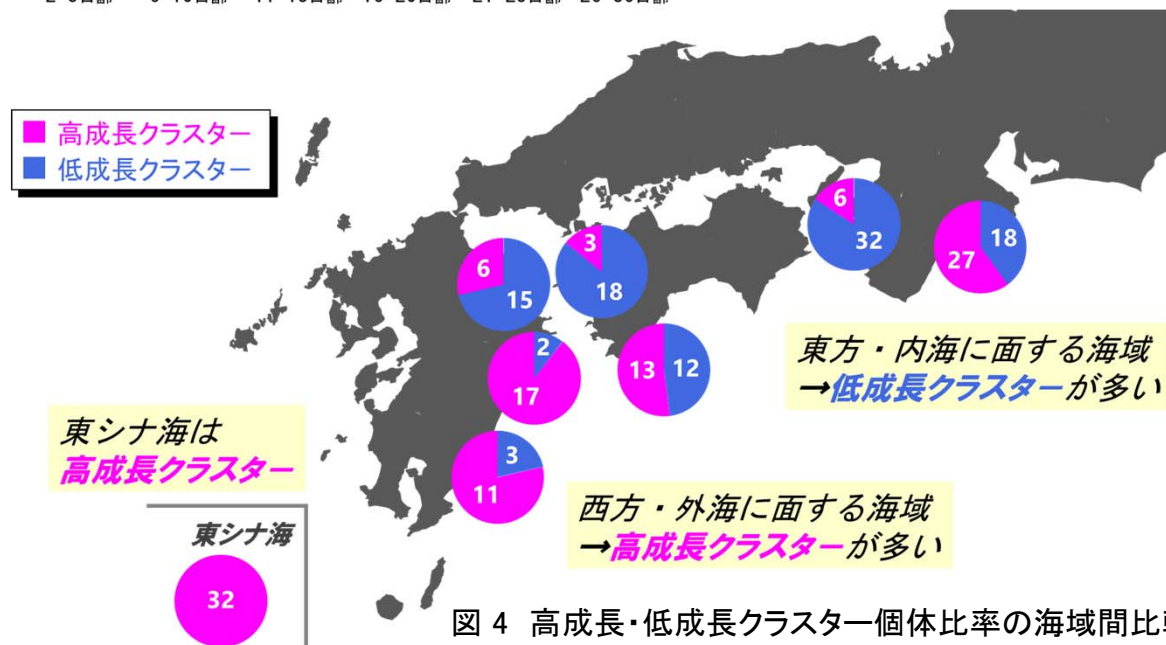 高成長クラスター
低成長クラスター
6
32
27
18
3
18
6
15
2
17
13
12
3
11
東方・内海に面する海域
→低成長クラスターが多い
東シナ海は
高成長クラスター
西方・外海に面する海域
→高成長クラスターが多い
東シナ海
32
図 4 高成長・低成長クラスター個体比率の海域間比